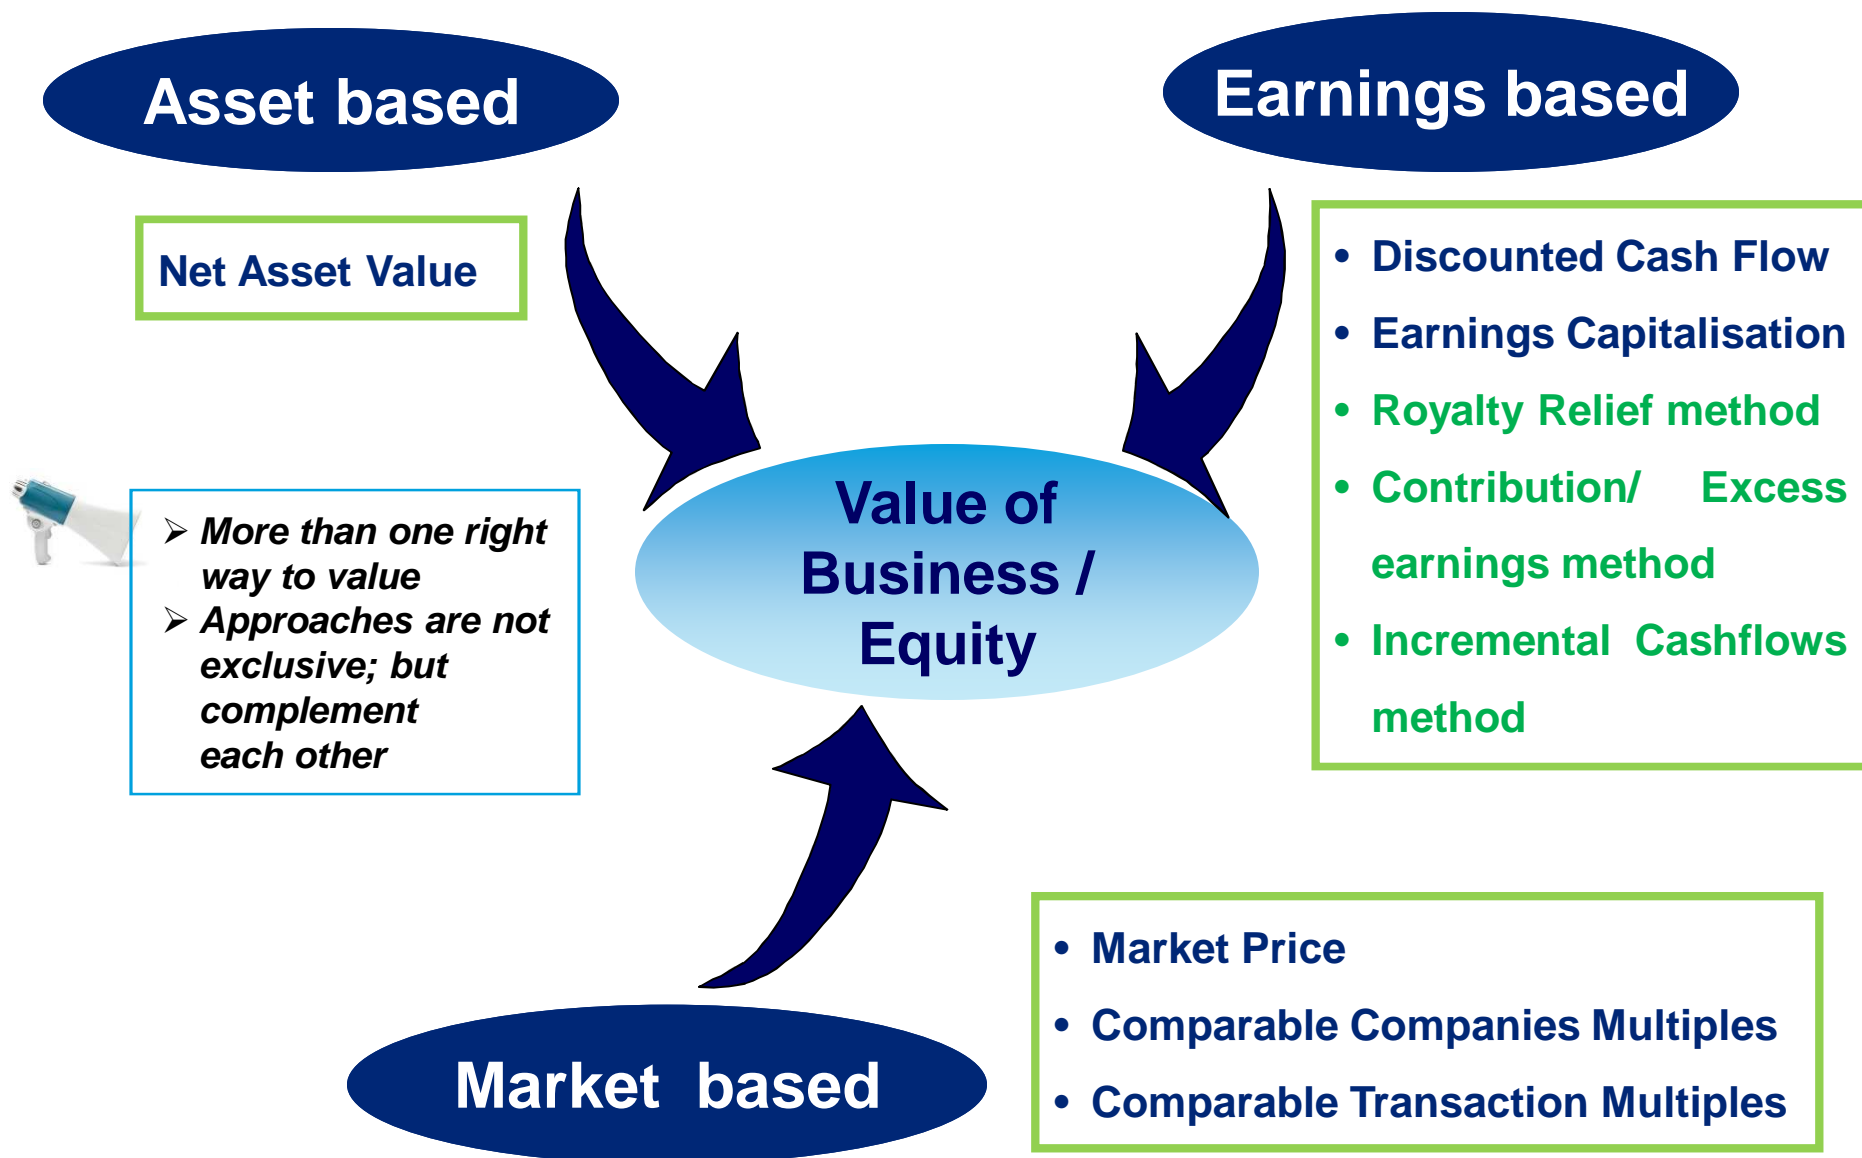 Asset based
Earnings based
Net Asset Value
• Discounted Cash Flow
• Earnings Capitalisation
• Royalty Relief method
• Contribution/ Excess
earnings method
• Incremental Cashflows
method
➢ More than one right
way to value
➢ Approaches are not
exclusive; but
complement
each other
Value of
Business /
Equity
Market based
• Market Price
• Comparable Companies Multiples
• Comparable Transaction Multiples